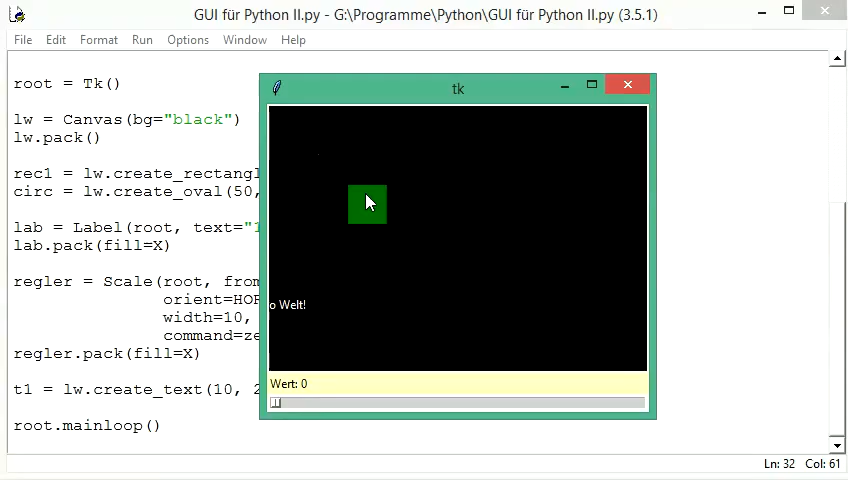 GUI für Python II.py - G:\Programme\Python\GUI für Python II.py (3.5.1)
File Edit Format Run Options Window Help
root = Tk()
lw = Canvas(bg="black")
lw.pack()
rec1 = lw.create_rectangl
circ = lw.create_oval(50,
lab = Label(root, text="1
lab.pack(fill=X)
regler = Scale(root, from
orient=HOR
width=10,
command=ze
regler.pack(fill=X)
t1 = lw.create_text(10, 2
root.mainloop()
tk
o Welt!
Wert: 0
Ln: 32 Col: 61